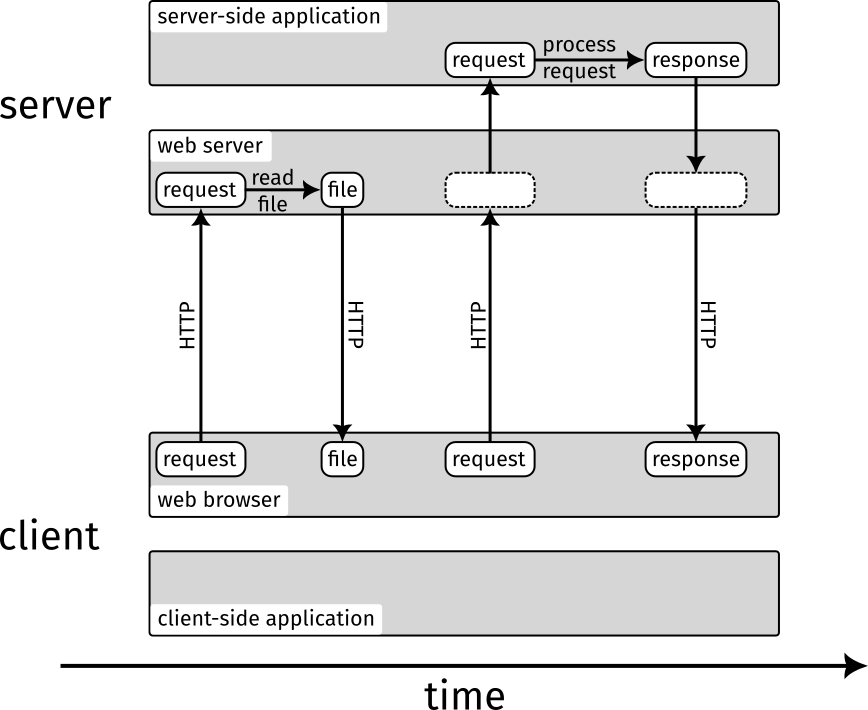 server-side application
request
process
request
response
server
web server
request
read
file
file
HTTP
HTTP
HTTP
HTTP
request
file
request
response
web browser
client
client-side application
time